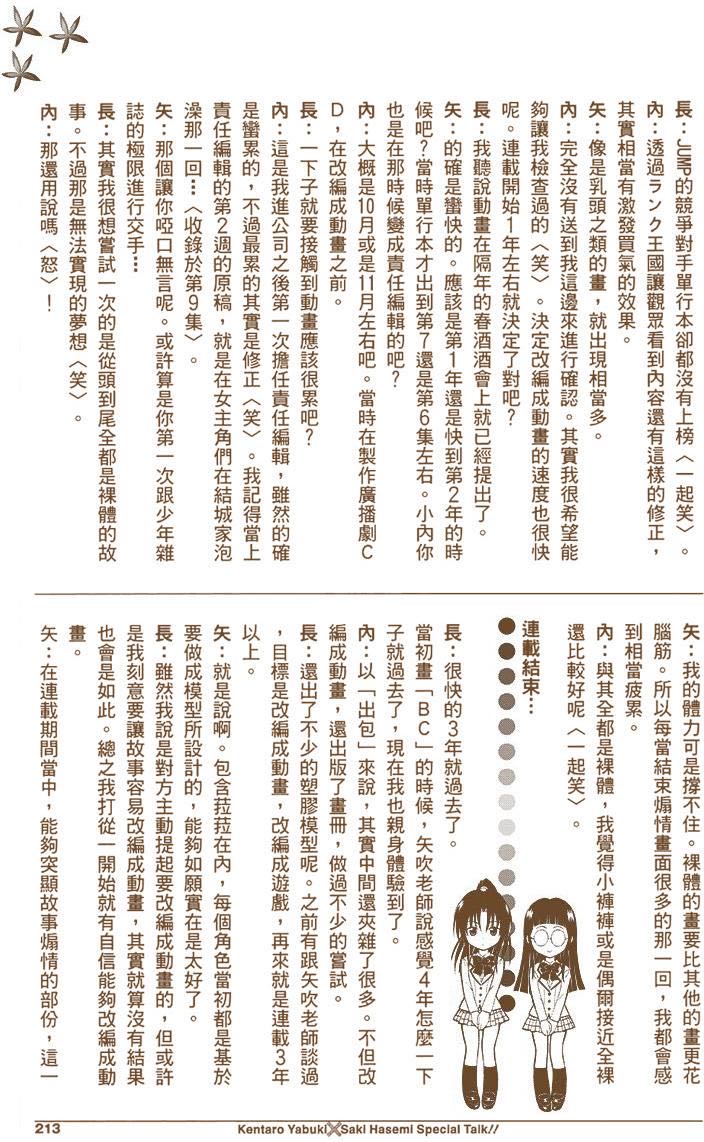 長：JUMP的競爭對手單行本卻都沒有上榜〈一起笑〉。
內：透過ランク王國讓觀眾看到內容還有這樣的修正，
其實相當有激發買氣的效果。
矢：像是乳頭之類的畫，就出現相當多。
內：完全沒有送到我這邊來進行確認。其實我很希望能
夠讓我檢查過的〈笑〉。決定改編成動畫的速度也很快
呢。連載開始1年左右就決定了對吧？
長：我聽說動畫在隔年的春酒酒會上就已經提出了。
矢：的確是蠻快的。應該是第1年還是快到第2年的時
候吧？當時單行本才出到第7還是第6集左右。小內你
也是在那時候變成責任編輯的吧？
內：大概是10月或是11月左右吧。當時在製作廣播劇C
D，在改編成動畫之前。
長：一下子就要接觸到動畫應該很累吧？
內：這是我進公司之後第一次擔任責任編輯，雖然的確
是蠻累的，不過最累的其實是修正〈笑〉。我記得當上
責任編輯的第2週的原稿，就是在女主角們在結城家泡
澡那一回…〈收錄於第9集〉。
矢：那個讓你啞口無言呢。或許算是你第一次跟少年雜
誌的極限進行交手…
長：其實我很想嘗試一次的是從頭到尾全都是裸體的故
事。不過那是無法實現的夢想〈笑〉。
內：那還用說嗎〈怒〉！
矢：我的體力可是撐不住。裸體的畫要比其他的畫更花
腦筋。所以每當結束煽情畫面很多的那一回，我都會感
到相當疲累。
內：與其全都是裸體，我覺得小褲褲或是偶爾接近全裸
還比較好呢〈一起笑〉。
連載結束…
長：很快的3年就過去了。
當初畫「BC」的時候，矢吹老師說感覺4年怎麼一下
子就過去了，現在我也親身體驗到了。
內：以「出包」來說，其實中間還夾雜了很多。不但改
編成動畫，還出版了畫冊，做過不少的嘗試。
長：還出了不少的塑膠模型呢。之前有跟矢吹老師談過
，目標是改編成動畫，改編成遊戲，再來就是連載3年
以上。
矢：就是說啊。包含菈菈在內，每個角色當初都是基於
要做成模型所設計的，能夠如願實在是太好了。
長：雖然我說是對方主動提起要改編成動畫的，但或許
是我刻意要讓故事容易改編成動畫，其實就算沒有結果
也會是如此。總之我打從一開始就有自信能夠改編成動
畫。
矢：在連載期間當中，能夠突顯故事煽情的部份，這一
213
Kentaro Yabuki×Saki Hasemi Special Talk!!